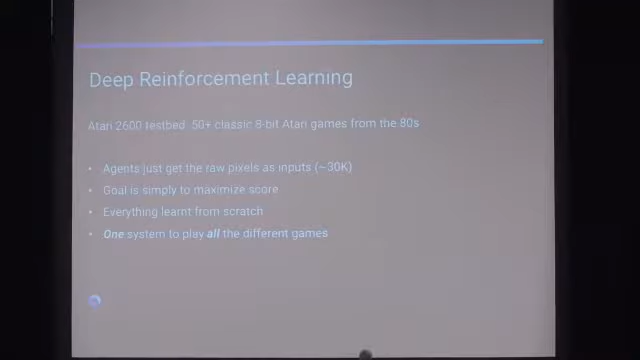 Deep Reinforcement Learning
Atari 2600 testbed 50+ classic 8-bit Atari games from the 80s
• Agents just get the raw pixels as inputs (~30K)
• Goal is simply to maximize score
• Everything learnt from scratch
• One system to play all the different games